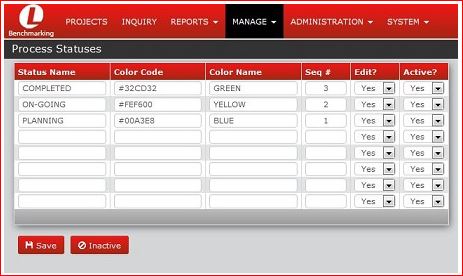 L
Benchmarking
PROJECTS INQUIRY REPORTS MANAGE ADMINISTRATION SYSTEM
Process Statuses
Status Name Color Code Color Name Seq # Edit? Active?
COMPLETED #32CD32 GREEN 3 Yes Yes
ON-GOING #FEF600 YELLOW 2 Yes Yes
PLANNING #00A3E8 BLUE 1 Yes Yes
Yes Yes
Yes Yes
Yes Yes
Yes Yes
Yes Yes
Save Inactive